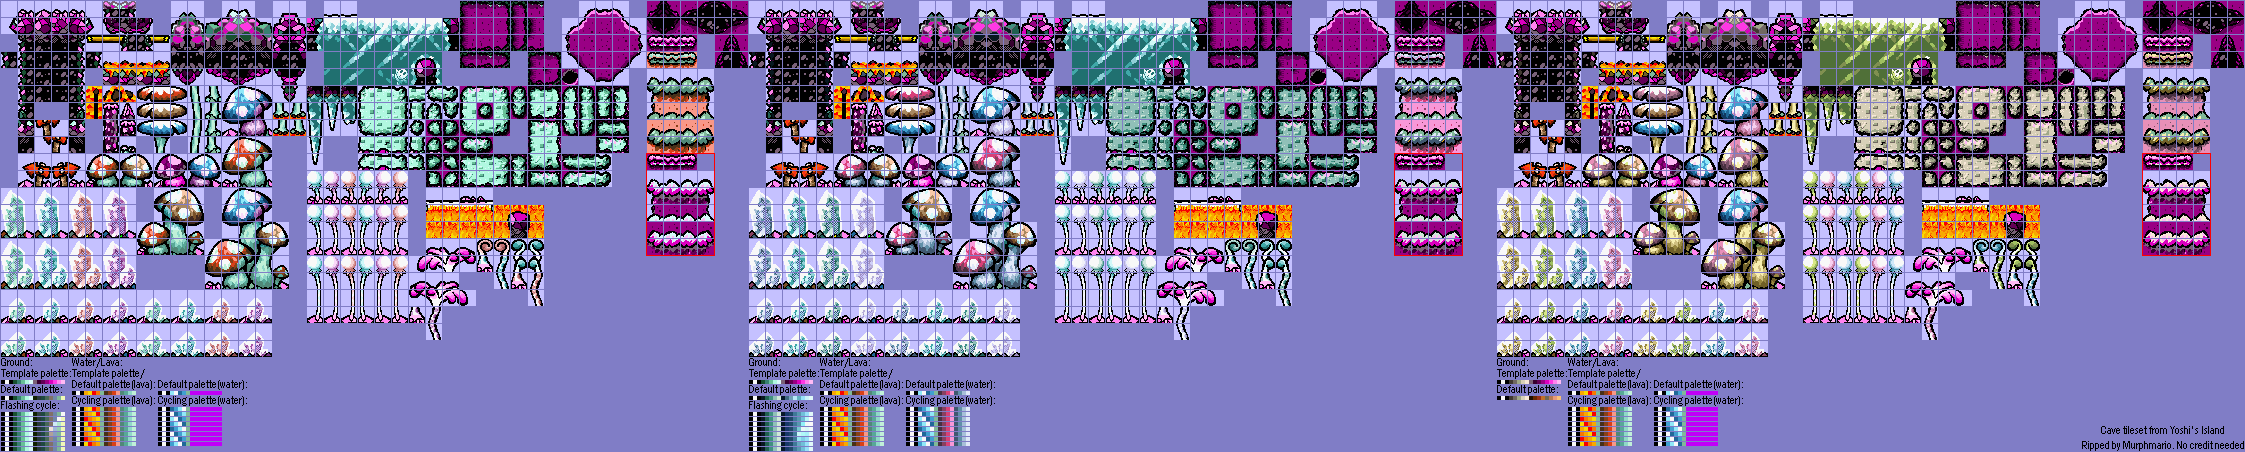 Ground:
Water/Lava:
Template palette:
Template palette/
Default palette(lava):
Default palette(water):
Default palette:
Cycling palette(lava):
Cycling palette(water):
Flashing cycle:
Ground:
Water/Lava:
Template palette:
Template palette/
Default palette(lava):
Default palette(water):
Default palette:
Cycling palette(lava):
Cycling palette(water):
Flashing cycle:
Ground:
Water/Lava:
Template palette:
Template palette/
Default palette(lava):
Default palette(water):
Default palette:
Cycling palette(lava):
Cycling palette(water):
Cave tileset from Yoshi's Island
Ripped by Murphmario. No credit needed